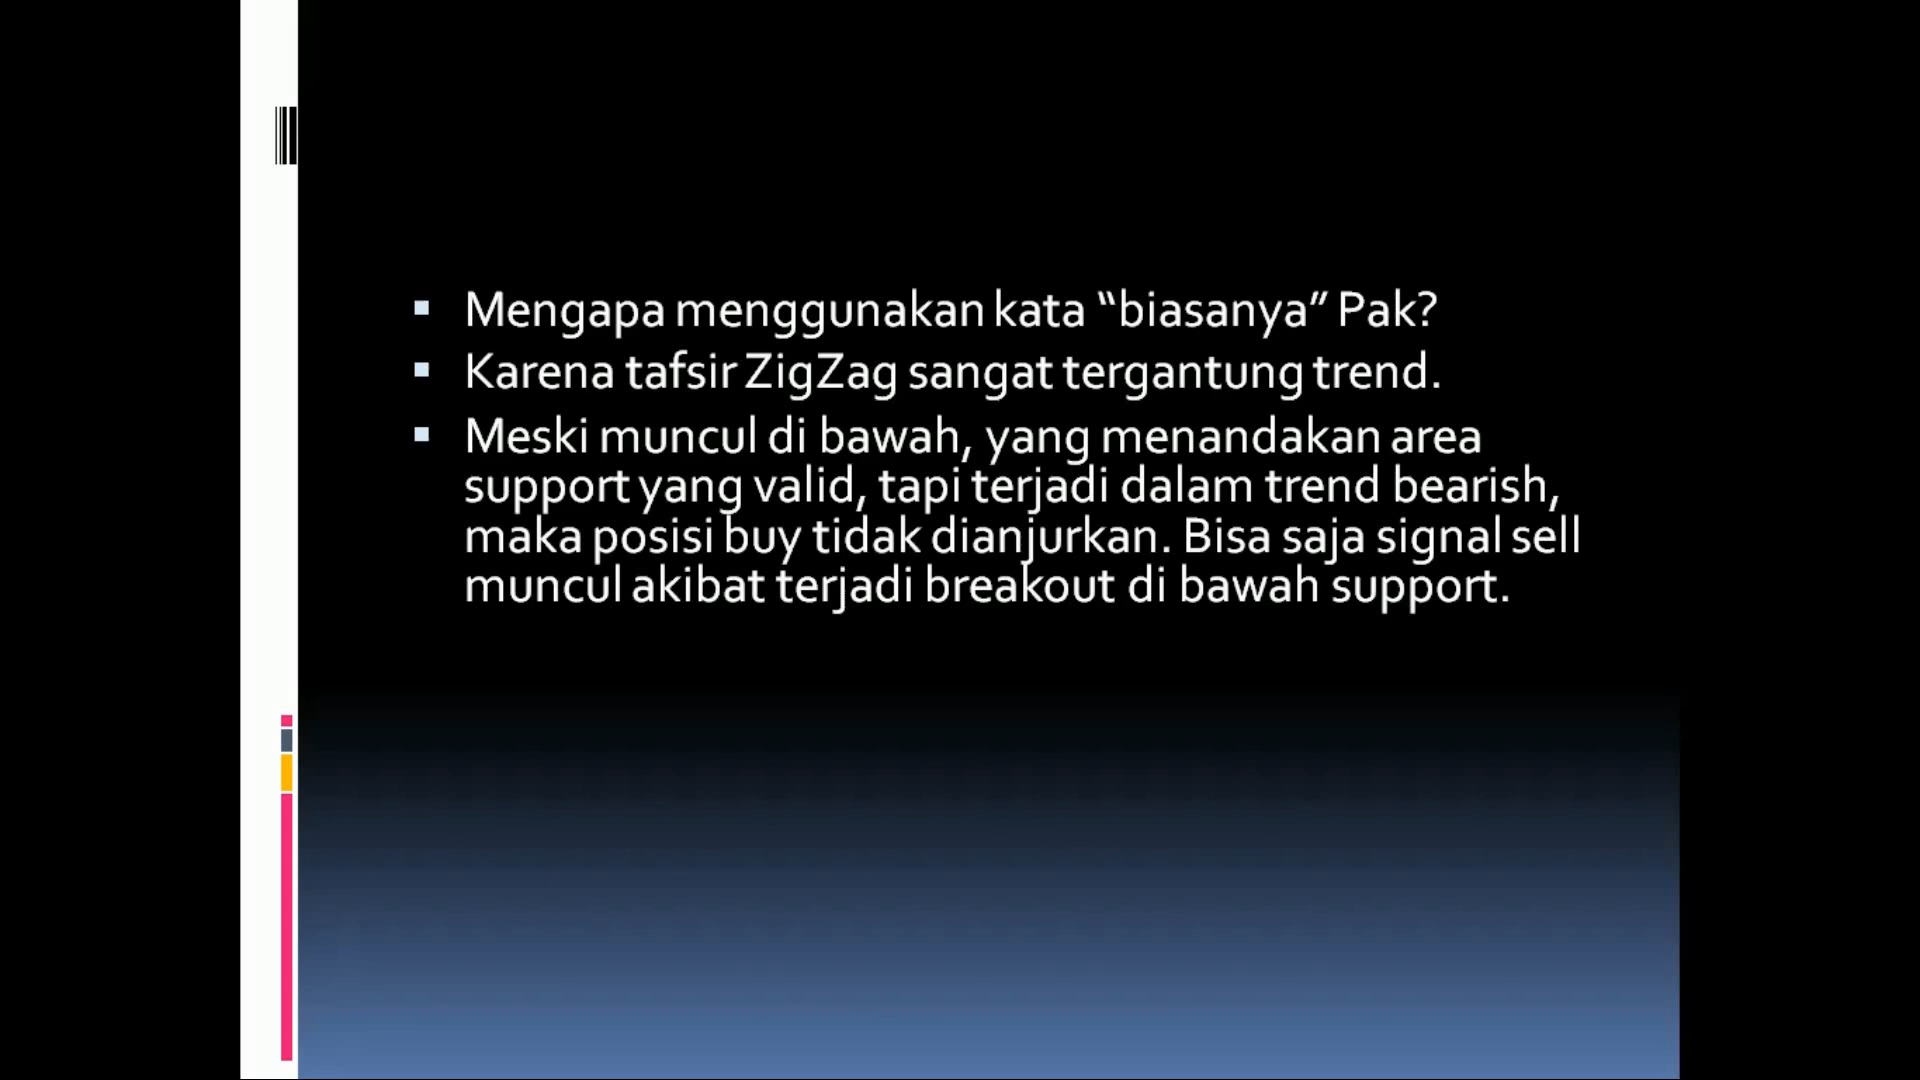 Mengapa menggunakan kata “biasanya” Pak?
Karena tafsir ZigZag sangat tergantung trend.
Meski muncul di bawah, yang menandakan area
support yang valid, tapi terjadi dalam trend bearish,
maka posisi buy tidak dianjurkan. Bisa saja signal sell
muncul akibat terjadi breakout di bawah support.